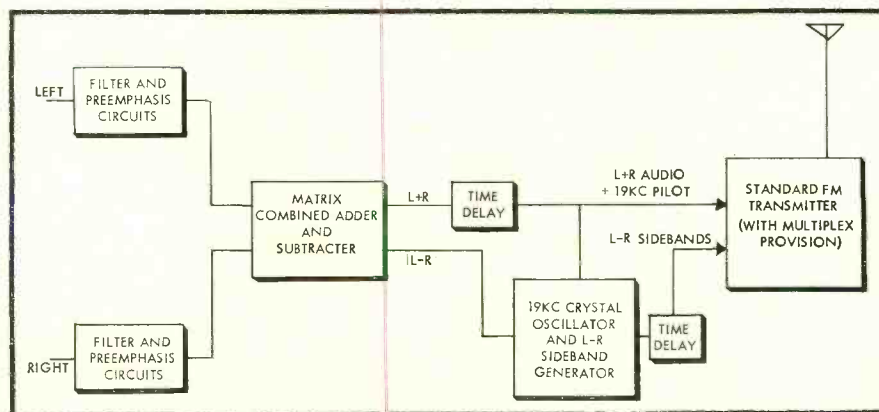 LEFT
FILTER AND
PREEMPHASIS
CIRCUITS
MATRIX
COMBINED ADDER
AND
SUBTRACTER
L+R
L-R
TIME
DELAY
L+R AUDIO
+ 19KC PILOT
L-R SIDEBANDS
STANDARD FM
TRANSMITTER
(WITH MULTIPLEX
PROVISION)
19KC CRYSTAL
OSCILLATOR
AND L-R
SIDEBAND
GENERATOR
TIME
DELAY
RIGHT
FILTER AND
PREEMPHASIS
CIRCUITS